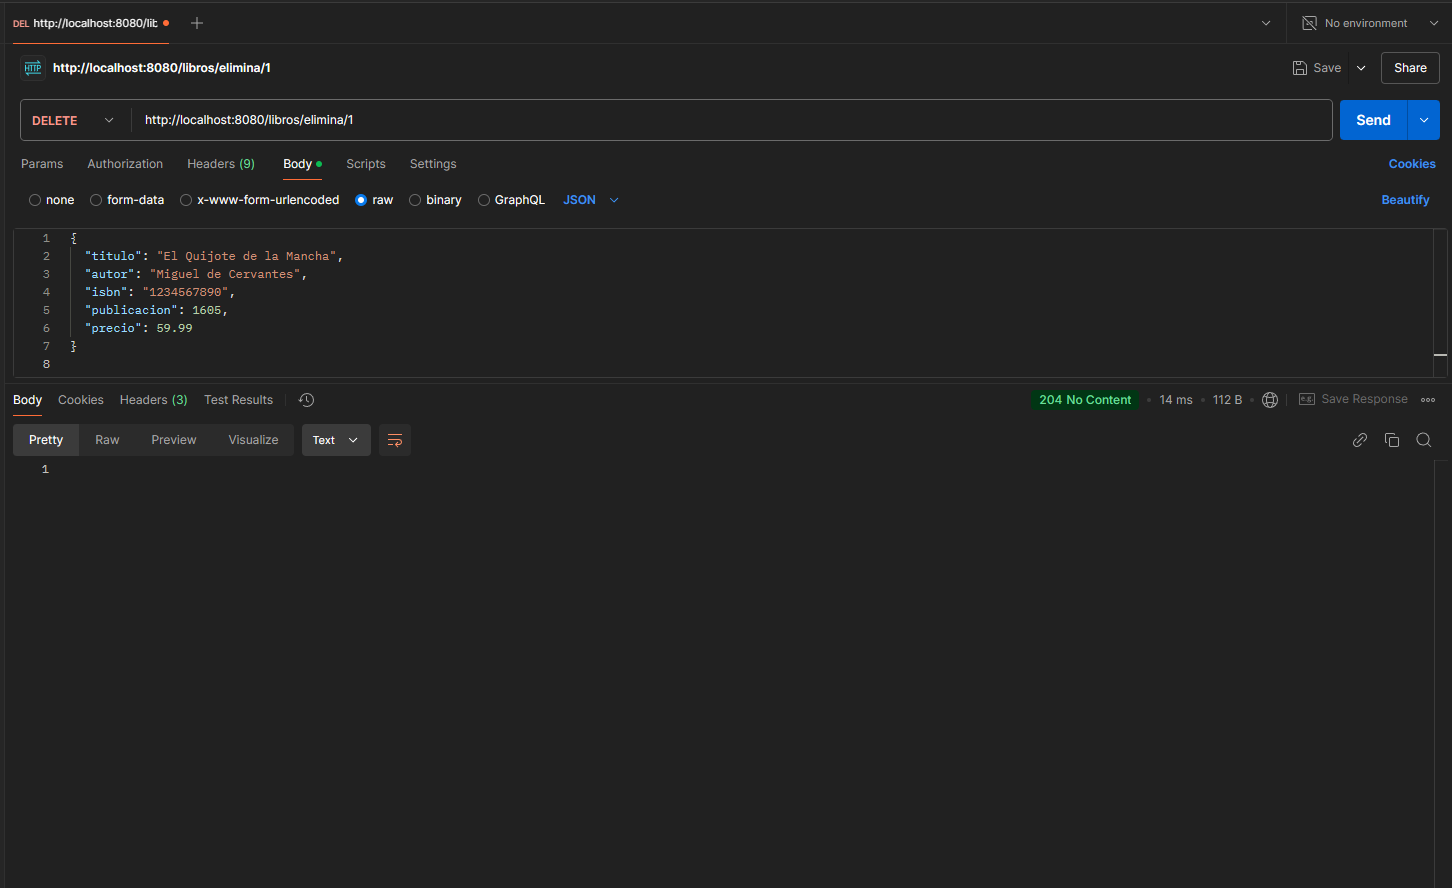 DEL http://localhost:8080/lib
No environment
HTTP http://localhost:8080/libros/elimina/1
Save Share
DELETE http://localhost:8080/libros/elimina/1 Send
Params Authorization Headers (9) Body Scripts Settings Cookies
none form-data x-www-form-urlencoded raw binary GraphQL JSON Beautify
1 {
2 "titulo": "El Quijote de la Mancha",
3 "autor": "Miguel de Cervantes",
4 "isbn": "1234567890",
5 "publicacion": 1605,
6 "precio": 59.99
7 }
8
Body Cookies Headers (3) Test Results 204 No Content 14 ms 112 B e.g. Save Response
Pretty Raw Preview Visualize Text
1